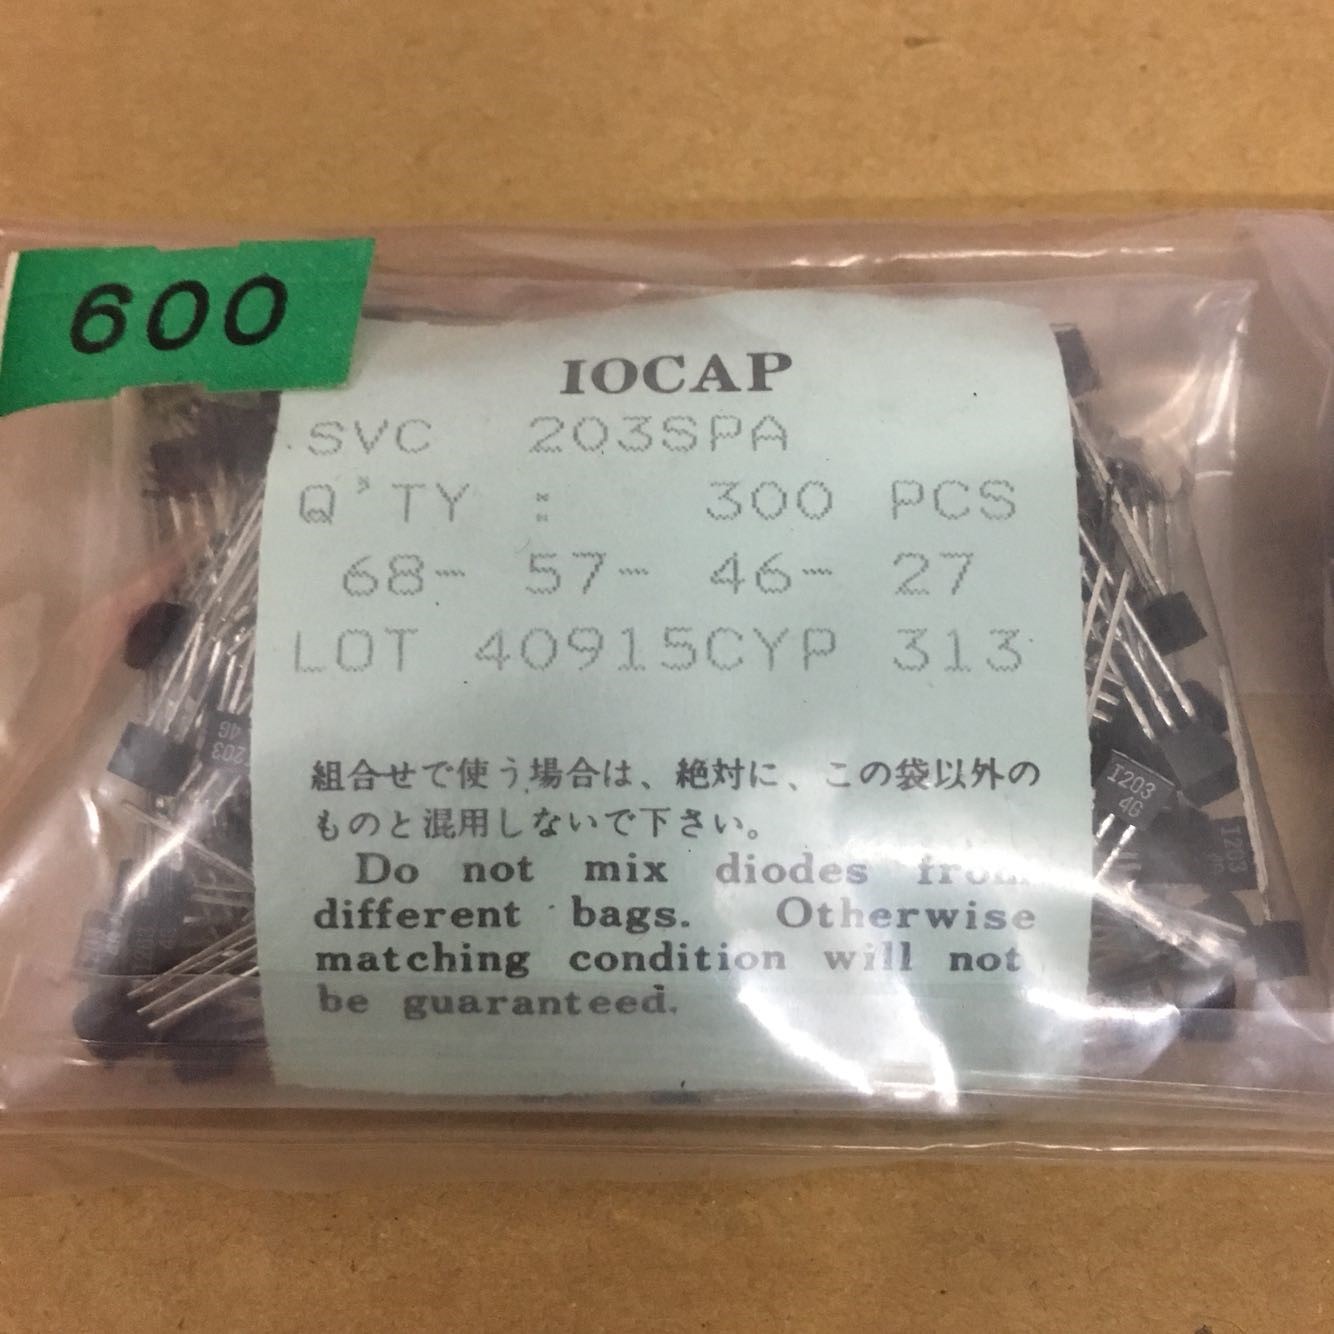 600
IOCAP
SVC 203SPA
Q'TY : 300 PCS
68- 57- 46- 27
LOT 40915CYP 313
組合せで使う場合は、絶対に、この袋以外の
ものと混用しないで下さい。
Do not mix diodes from
different bags. Otherwise
matching condition will not
be guaranteed.
I203
4G
I203
203
4G